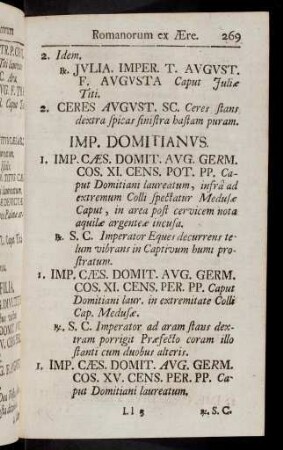 Romanorum ex Ære. 269
2. Idem.
&. JVLIA. IMPER. T. AVGVST.
F. AVGVSTA Caput Juliæ
Titi.
2. CERES AVGVST. SC. Ceres stans
dextra spicas sinistra hastam puram.
IMP. DOMITIANVS.
1. IMP. CÆS. DOMIT. AVG. GERM.
COS. XI. CENS. POT. PP. Ca-
put Domitiani laureatum, infrà ad
extremum Colli spectatur Medusæ
Caput, in area post cervicem nota
aquilæ argenteæ incusa.
&. S. C. Imperator Eques decurrens te-
lum vibrans in Captivum humi pro-
stratum.
1. IMP. CÆS. DOMIT. AVG. GERM.
COS. XI. CENS. PER. PP. Caput
Domitiani laur. in extremitate Colli
Cap. Medusæ.
&. S. C. Imperator ad aram stans dex-
tram porrigit Præfecto coram illo
stanti cum duobus alteris.
1. IMP. CÆS. DOMIT. AVG. GERM.
COS. XV. CENS. PER. PP. Ca-
put Domitiani laureatum.
Ll 3 &. S. C.